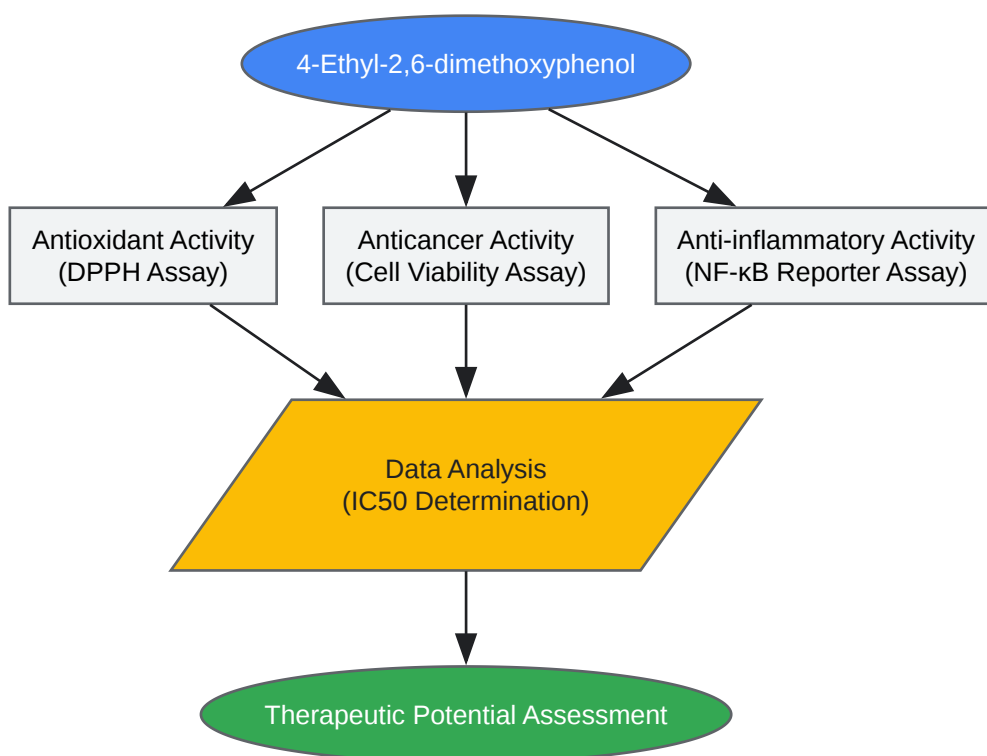 4-Ethyl-2,6-dimethoxyphenol
Antioxidant Activity
(DPPH Assay)
Anticancer Activity
(Cell Viability Assay)
Anti-inflammatory Activity
(NF-κB Reporter Assay)
Data Analysis
(IC50 Determination)
Therapeutic Potential Assessment